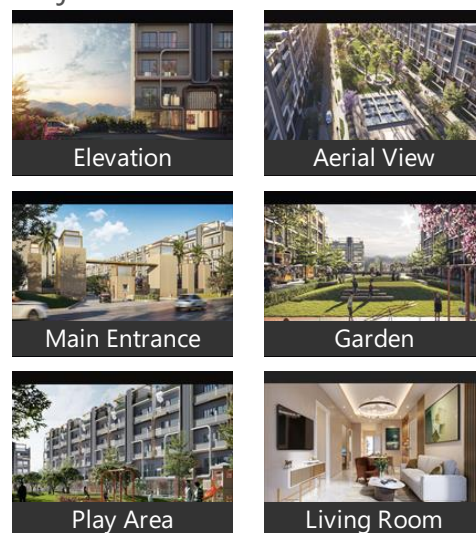 Elevation
Aerial View
Main Entrance
Garden
Play Area
Living Room